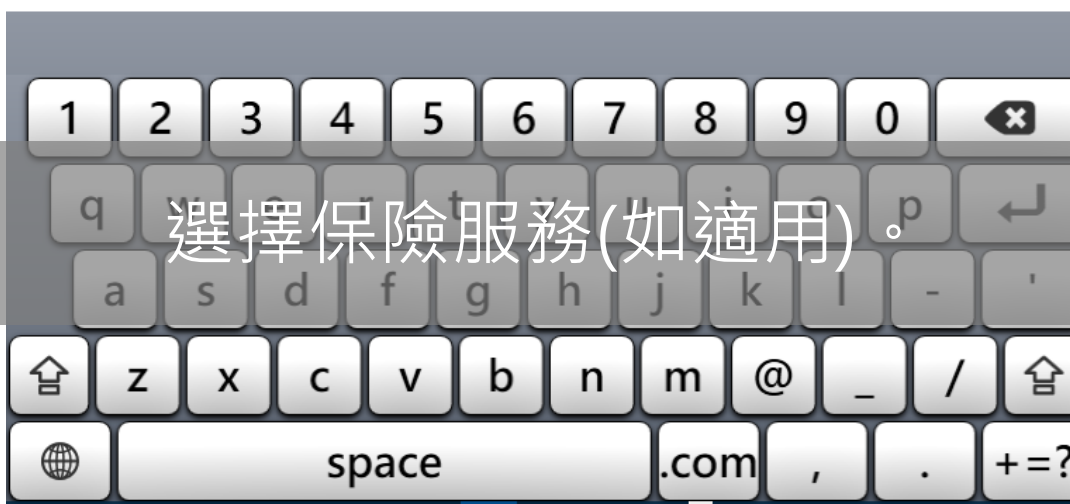 1 2 3 4 5 6 7 8 9 0
q w e r t y u i o p
選擇保險服務(如適用)。
a s d f g h j k l - '
z x c v b n m @ _ /
space .com , . +=?